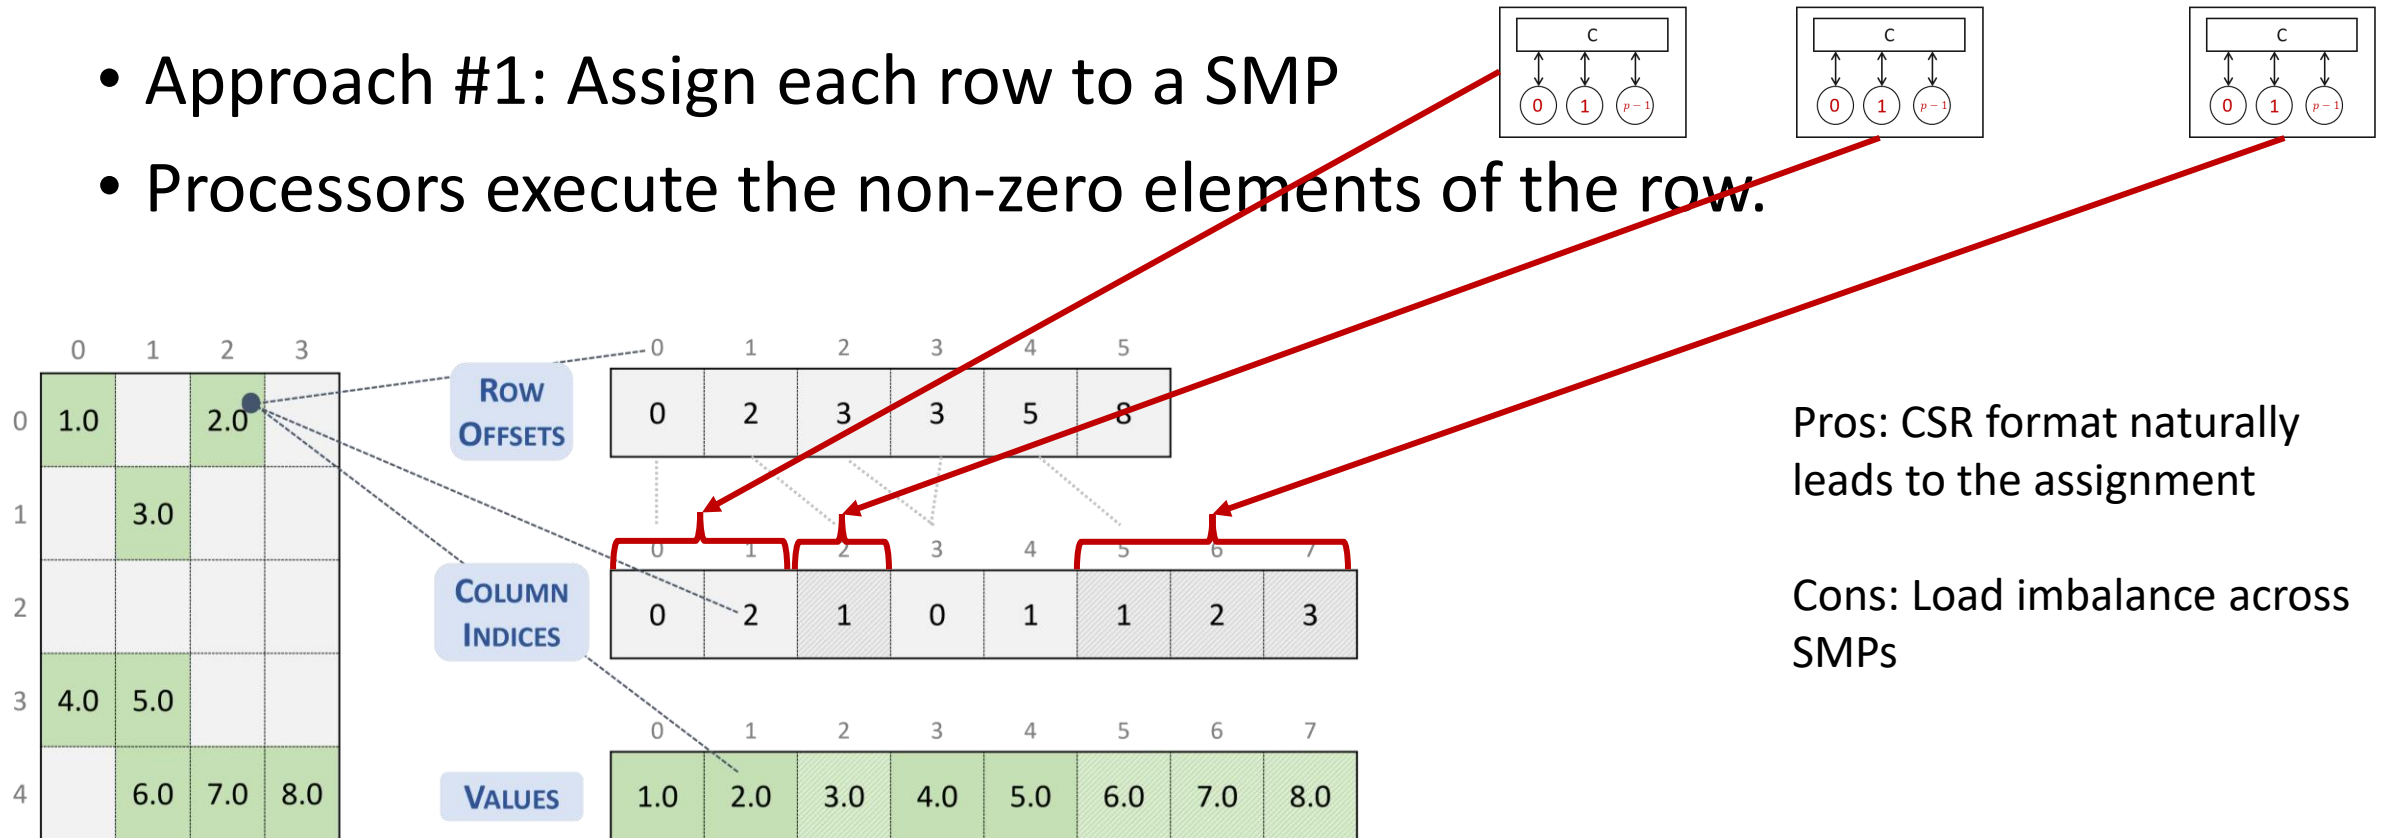 • Approach #1: Assign each row to a SMP
• Processors execute the non-zero elements of the row.
C
0 1 p − 1
C
0 1 p − 1
C
0 1 p − 1
0 1 2 3
0 1.0 2.0
1 3.0
2
3 4.0 5.0
4 6.0 7.0 8.0
ROW
OFFSETS
0 1 2 3 4 5
0 2 3 3 5 8
COLUMN
INDICES
0 1 2 3 4 5 6 7
0 2 1 0 1 1 2 3
VALUES
0 1 2 3 4 5 6 7
1.0 2.0 3.0 4.0 5.0 6.0 7.0 8.0
Pros: CSR format naturally
leads to the assignment
Cons: Load imbalance across
SMPs